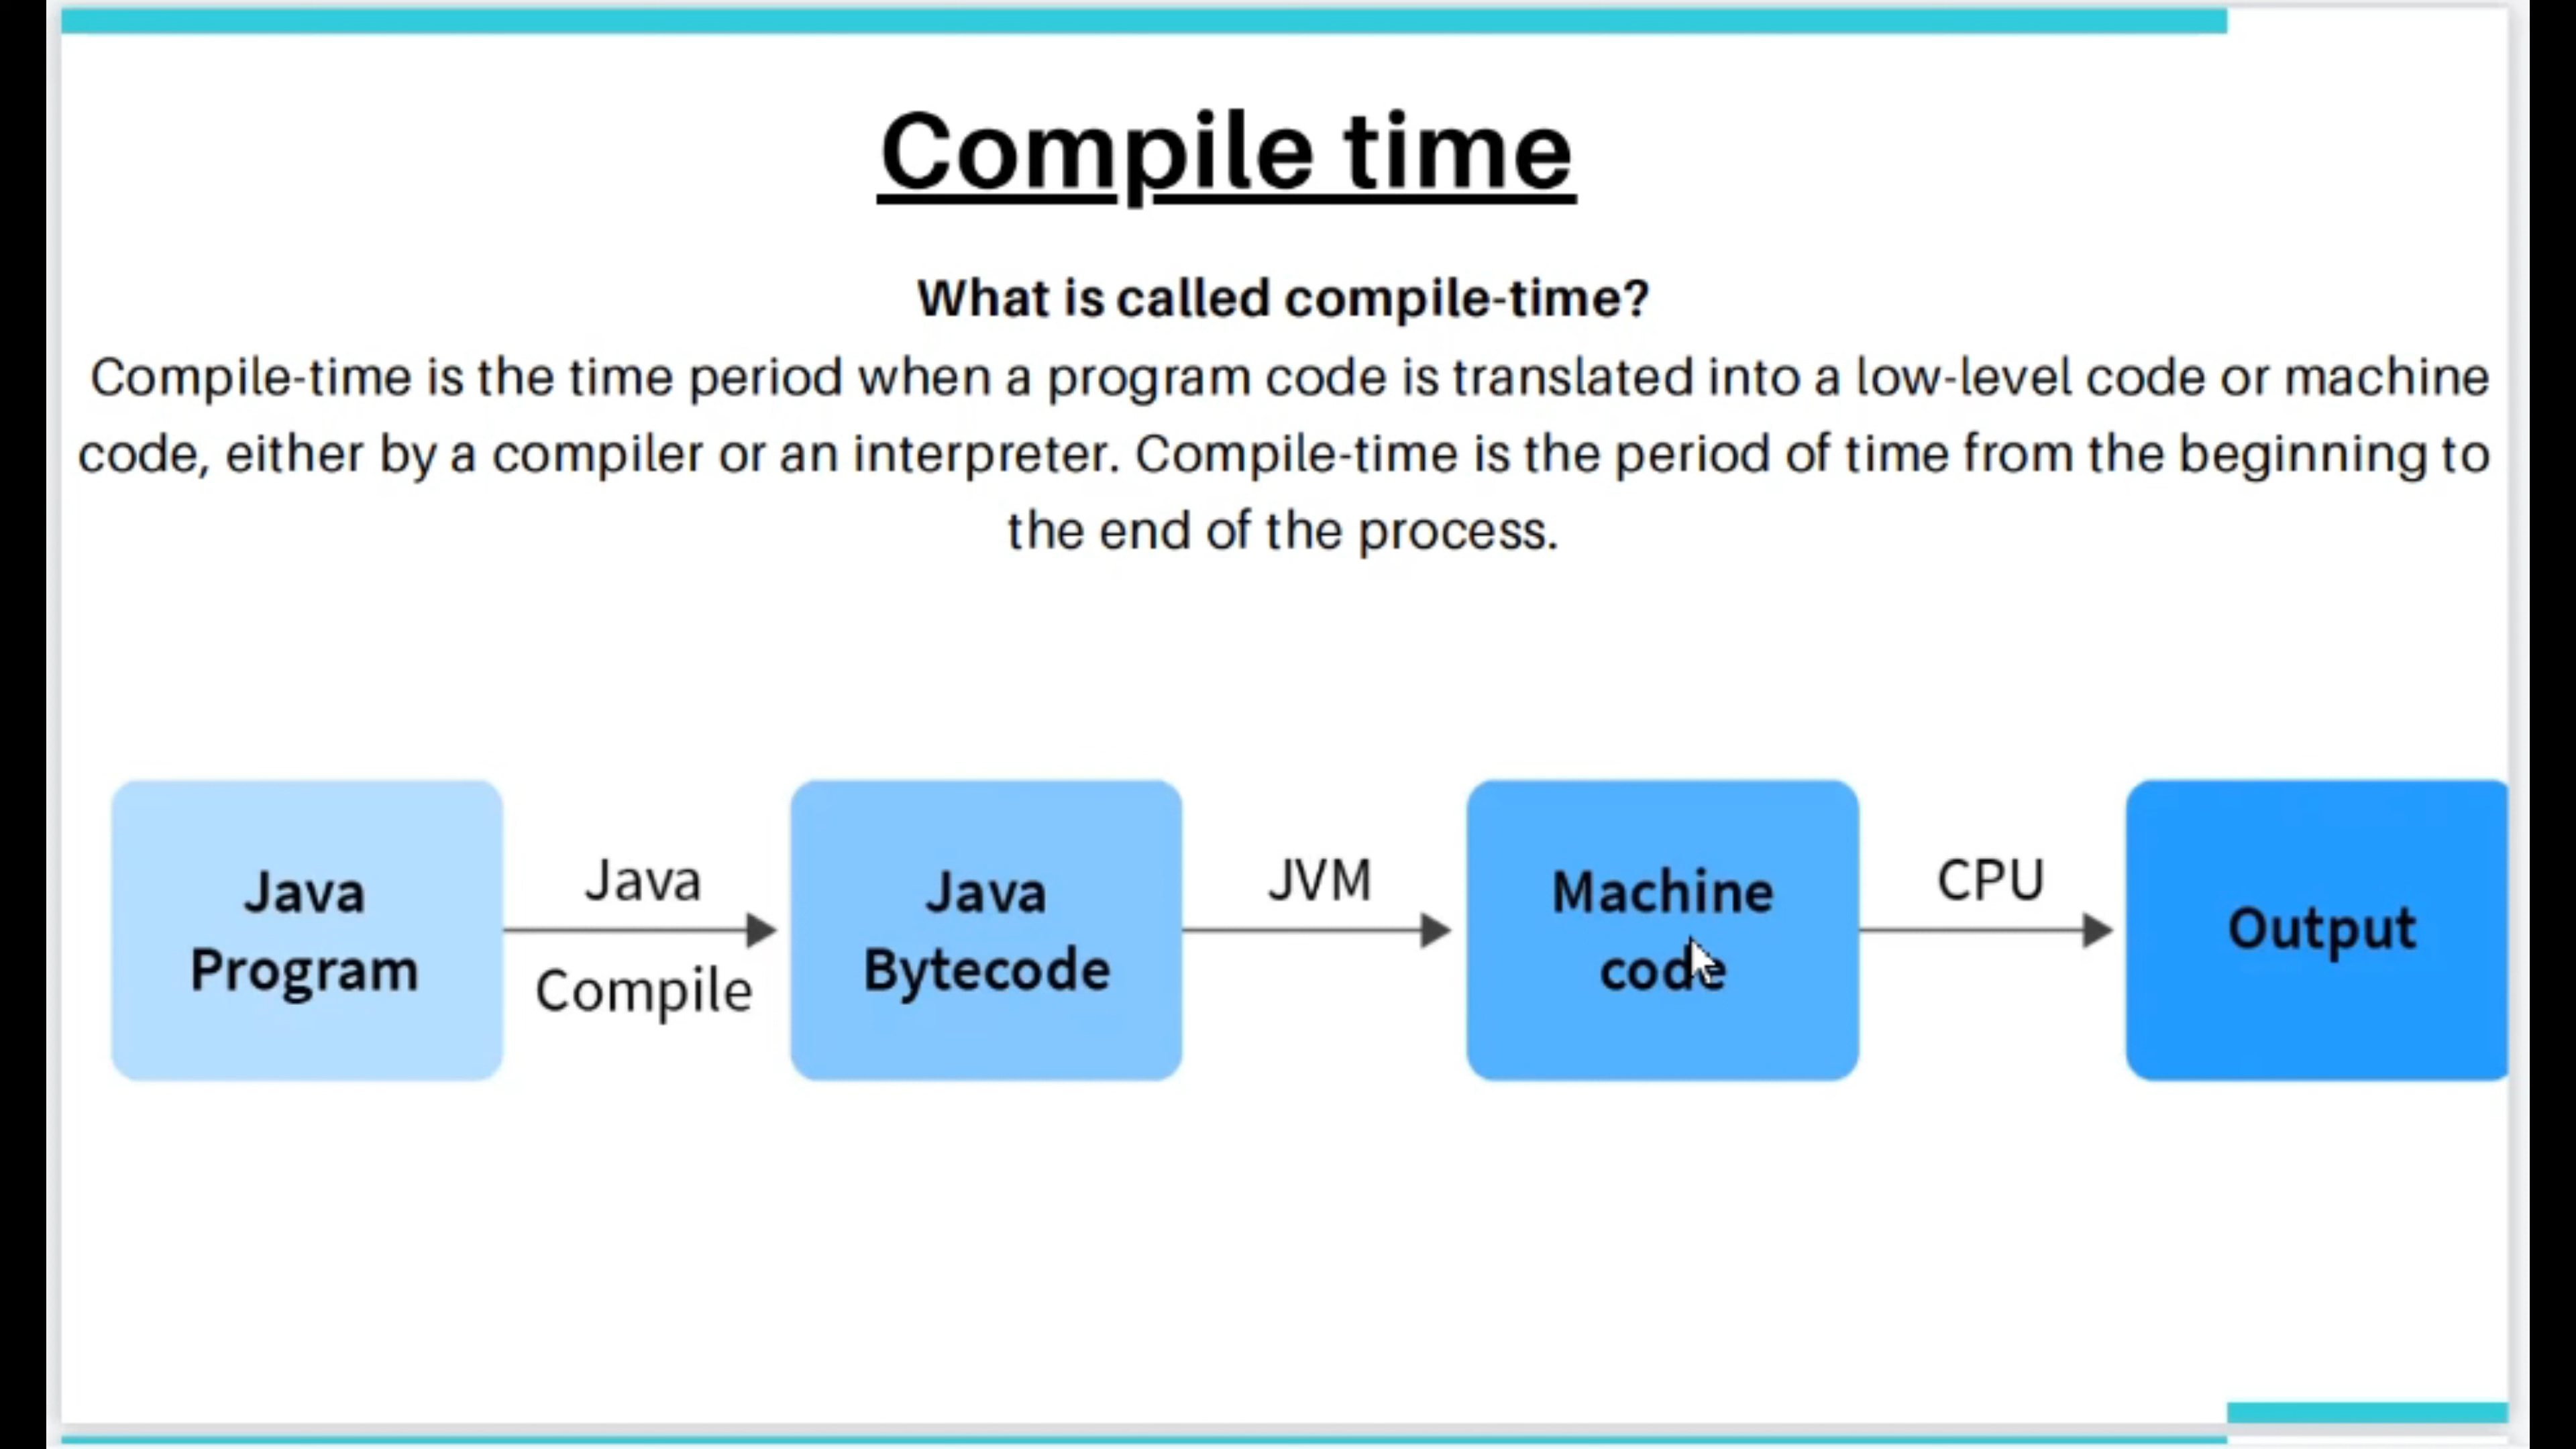 Compile time
What is called compile-time?
Compile-time is the time period when a program code is translated into a low-level code or machine
code, either by a compiler or an interpreter. Compile-time is the period of time from the beginning to
the end of the process.
Java
Program
Java
Compile
Java
Bytecode
JVM
Machine
code
CPU
Output